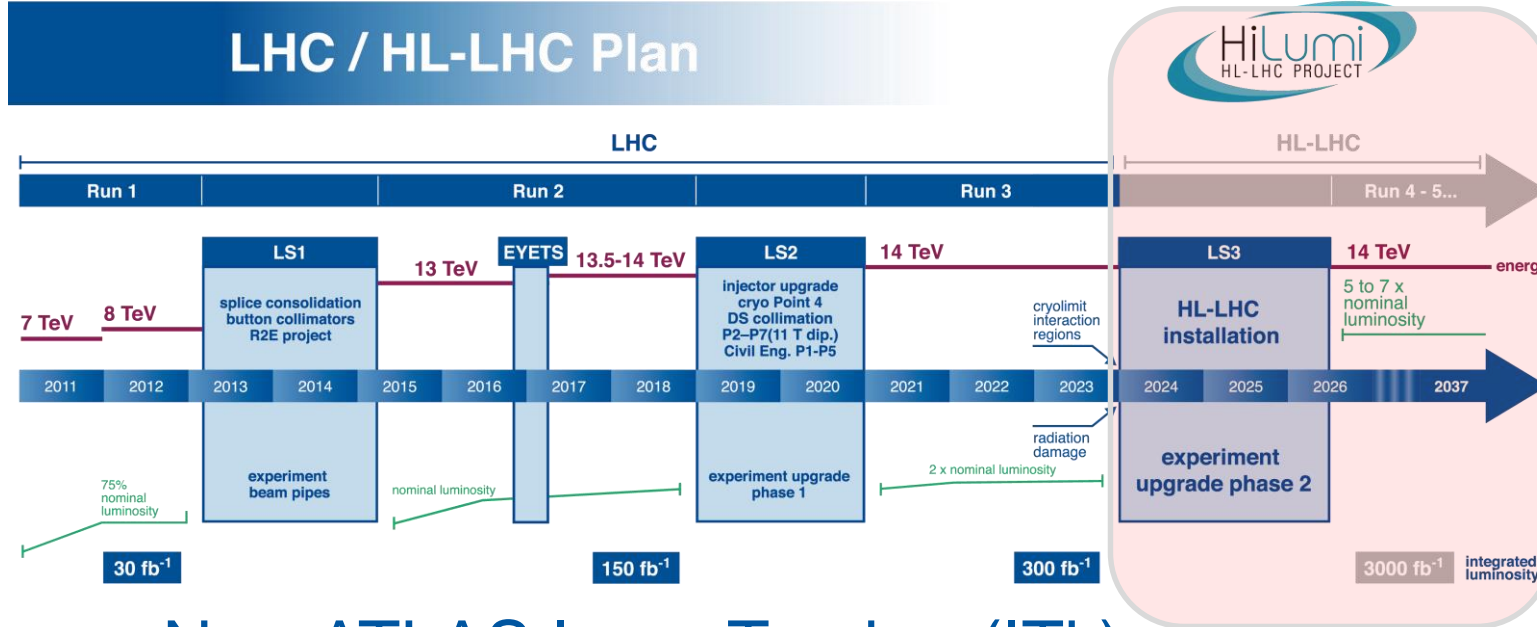 LHC / HL-LHC Plan
HiLumi
HL-LHC PROJECT
LHC
HL-LHC
Run 1
Run 2
Run 3
Run 4 - 5...
LS1
EYETS
LS2
LS3
7 TeV
8 TeV
13 TeV
13.5-14 TeV
14 TeV
14 TeV
energ
splice consolidation
button collimators
R2E project
injector upgrade
cryo Point 4
DS collimation
P2–P7(11 T dip.)
Civil Eng. P1-P5
cryolimit
interaction
regions
HL-LHC
installation
5 to 7 x
nominal
luminosity
2011 2012 2013 2014 2015 2016 2017 2018 2019 2020 2021 2022 2023 2024 2025 2026 2037
75%
nominal
luminosity
experiment
beam pipes
nominal luminosity
experiment upgrade
phase 1
2 x nominal luminosity
radiation
damage
experiment
upgrade phase 2
30 fb⁻¹
150 fb⁻¹
300 fb⁻¹
3000 fb⁻¹
integrated
luminosity